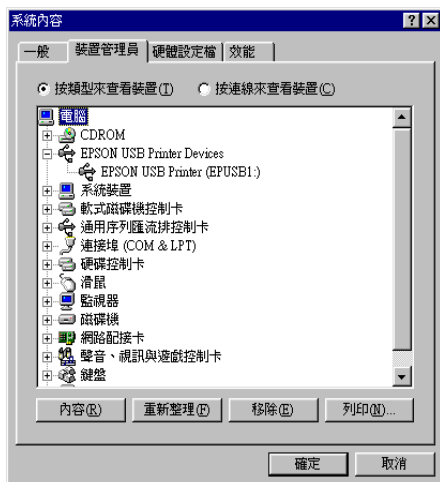 系統內容
一般 裝置管理員 硬體設定檔 效能
按類型來查看裝置(T) 按連線來查看裝置(C)
電腦
CDROM
EPSON USB Printer Devices
EPSON USB Printer (EPUSB1:)
系統裝置
軟式磁碟機控制卡
通用序列匯流排控制卡
連接埠 (COM & LPT)
硬碟控制卡
滑鼠
監視器
磁碟機
網路配接卡
聲音、視訊與遊戲控制卡
鍵盤
內容(R) 重新整理(F) 移除(E) 列印(N)...
確定 取消